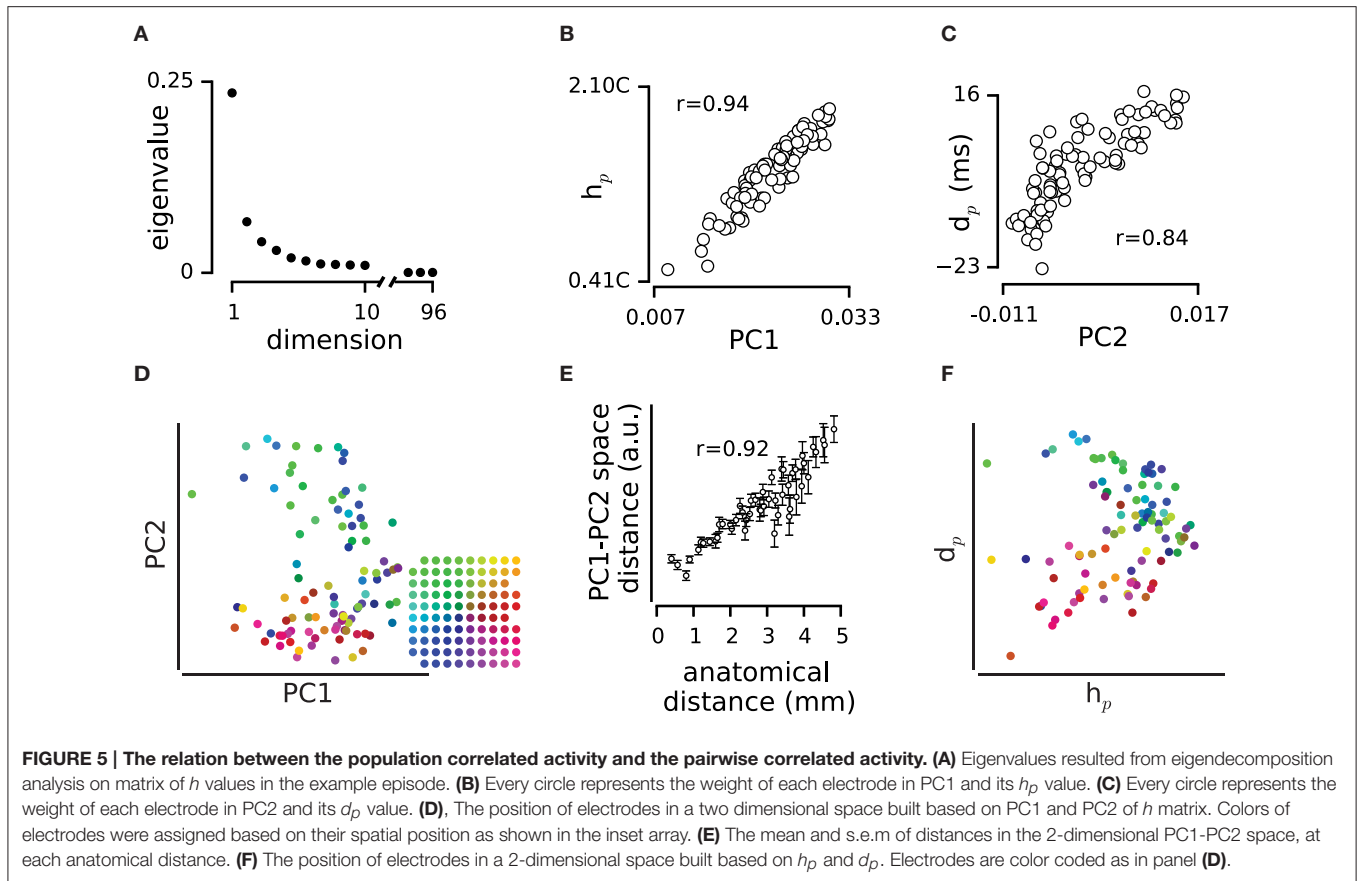 A
0.25
eigenvalue
0
1
10
96
dimension
B
2.10C
r=0.94
hp
0.41C
0.007
0.033
PC1
C
16
dp (ms)
r=0.84
−23
-0.011
0.017
PC2
D
PC2
PC1
E
PC1-PC2 space
distance (a.u.)
r=0.92
0
1
2
3
4
5
anatomical
distance (mm)
F
dp
hp
FIGURE 5 | The relation between the population correlated activity and the pairwise correlated activity. (A) Eigenvalues resulted from eigendecomposition
analysis on matrix of h values in the example episode. (B) Every circle represents the weight of each electrode in PC1 and its hp value. (C) Every circle represents the
weight of each electrode in PC2 and its dp value. (D), The position of electrodes in a two dimensional space built based on PC1 and PC2 of h matrix. Colors of
electrodes were assigned based on their spatial position as shown in the inset array. (E) The mean and s.e.m of distances in the 2-dimensional PC1-PC2 space, at
each anatomical distance. (F) The position of electrodes in a 2-dimensional space built based on hp and dp. Electrodes are color coded as in panel (D).